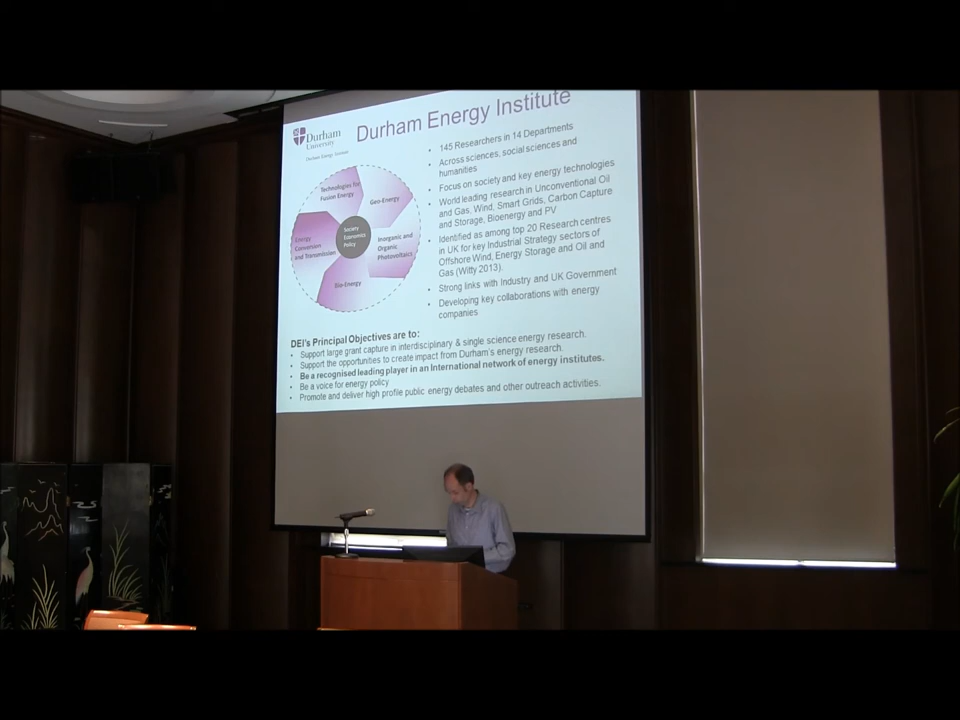 Durham Energy Institute
Durham
University
Durham Energy Institute
Technologies for
Fusion Energy
Geo-Energy
Energy
Conversion
and Transmission
Society
Economics
Policy
Inorganic and
Organic
Photovoltaics
Bio-Energy
• 145 Researchers in 14 Departments
• Across sciences, social sciences and
humanities
• Focus on society and key energy technologies
• World leading research in Unconventional Oil
and Gas, Wind, Smart Grids, Carbon Capture
and Storage, Bioenergy and PV
• Identified as among top 20 Research centres
in UK for key Industrial Strategy sectors of
Offshore Wind, Energy Storage and Oil and
Gas (Witty 2013).
• Strong links with Industry and UK Government
• Developing key collaborations with energy
companies
DEI's Principal Objectives are to:
• Support large grant capture in interdisciplinary & single science energy research.
• Support the opportunities to create impact from Durham's energy research.
• Be a recognised leading player in an International network of energy institutes.
• Be a voice for energy policy
• Promote and deliver high profile public energy debates and other outreach activities.